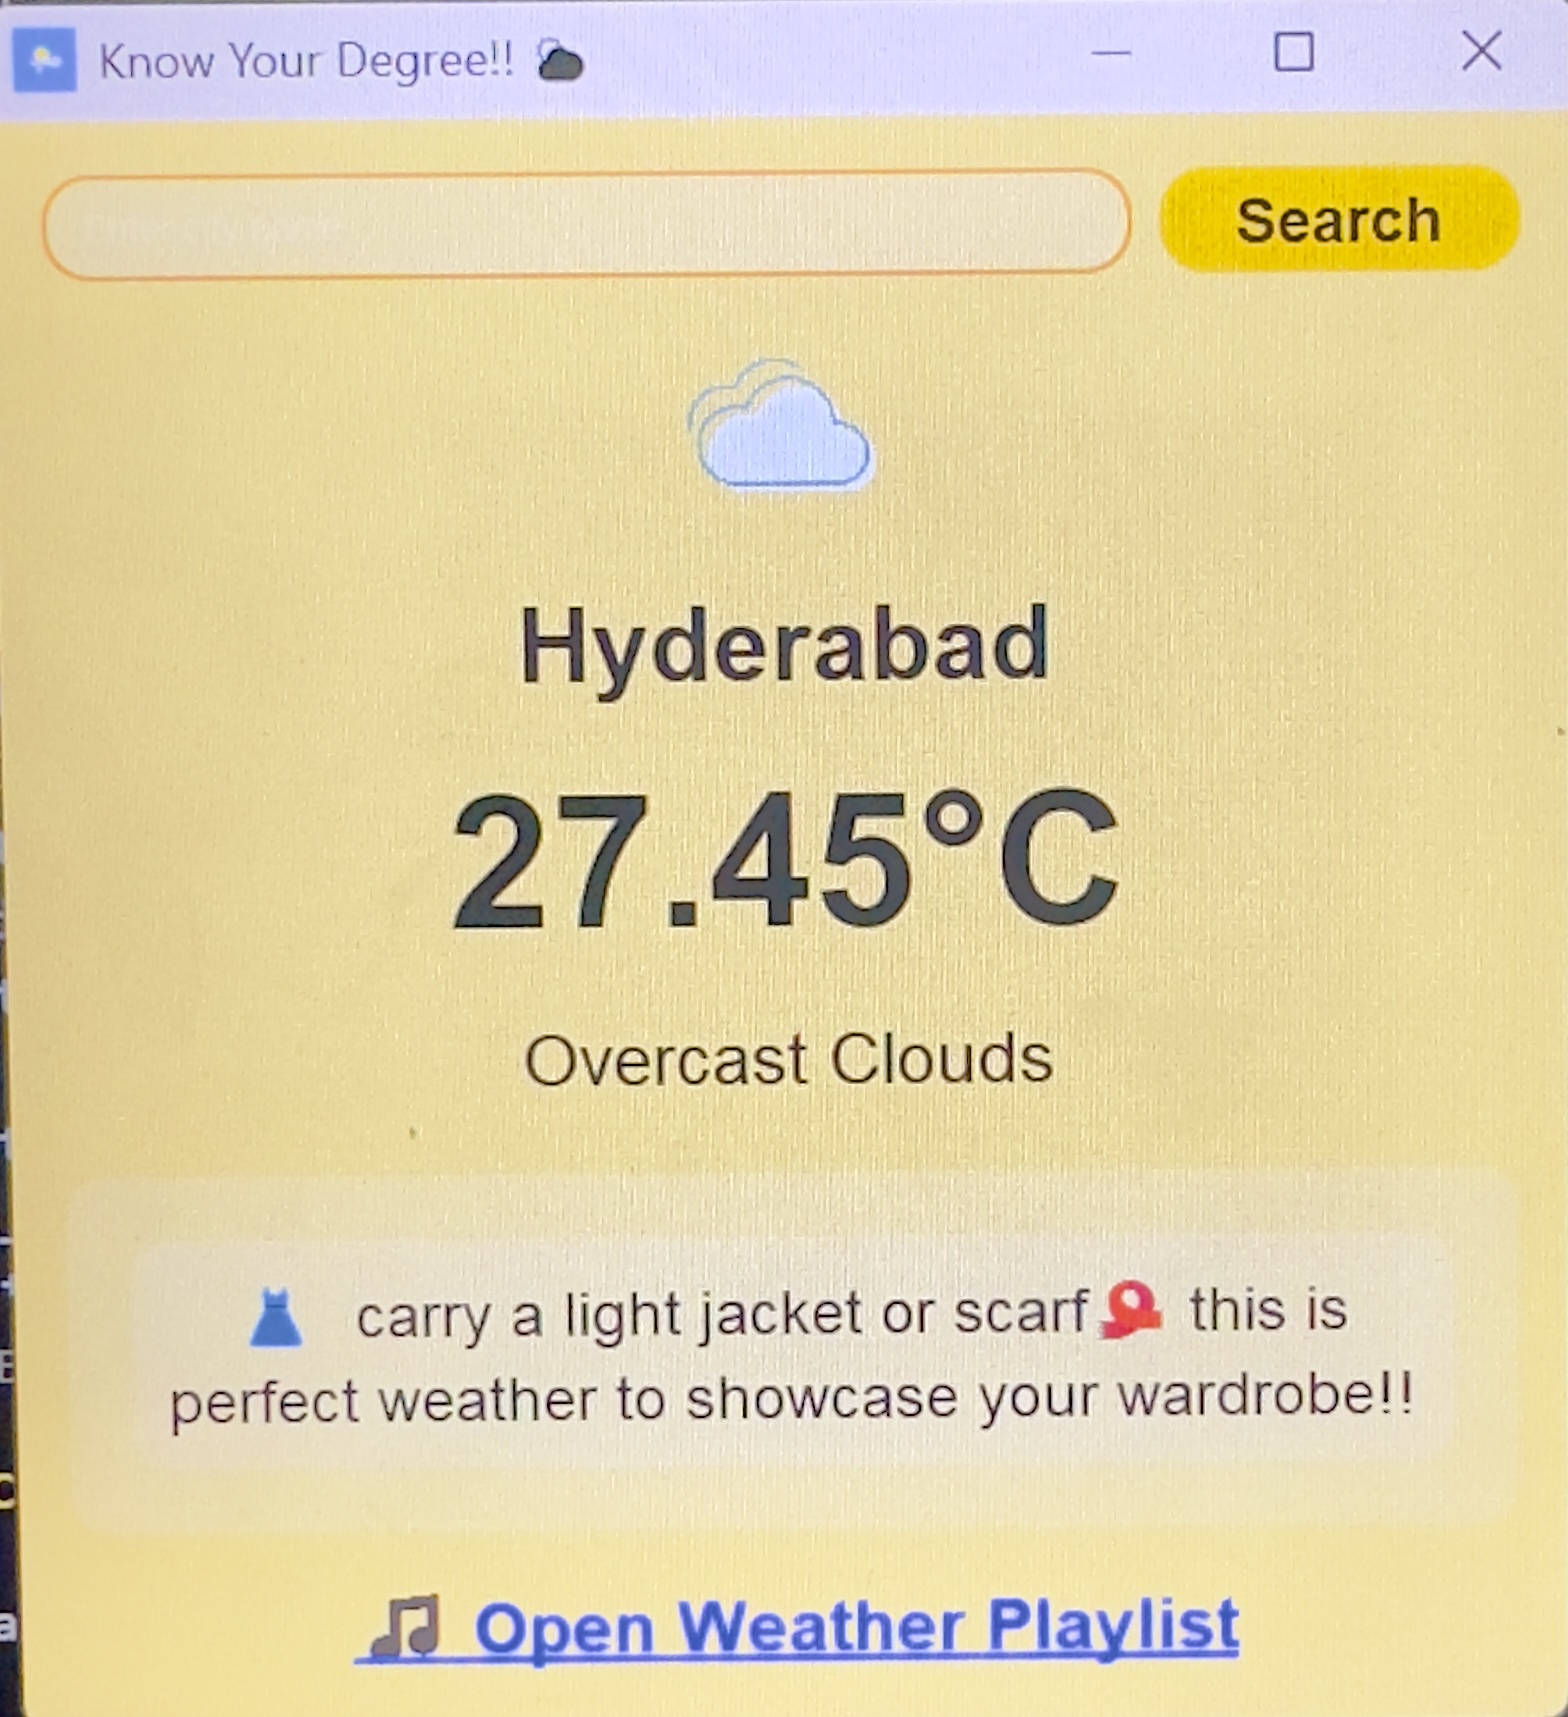 Know Your Degree!!
Search
Hyderabad
27.45°C
Overcast Clouds
carry a light jacket or scarf this is
perfect weather to showcase your wardrobe!!
Open Weather Playlist